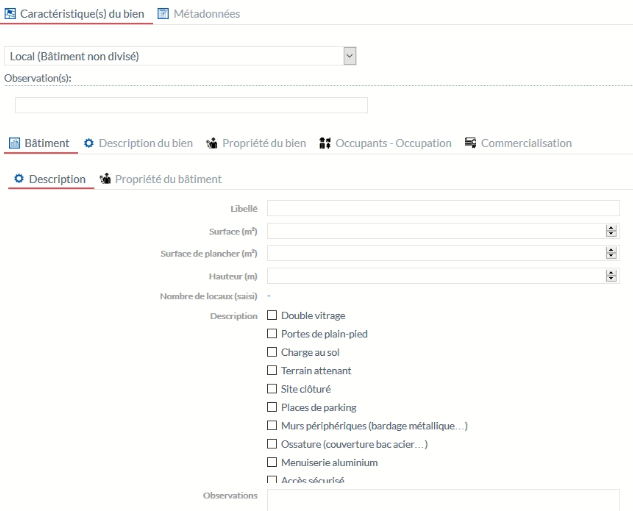 Caractéristique(s) du bien Métadonnées
Local (Bâtiment non divisé)
Observation(s):
Bâtiment Description du bien Propriété du bien Occupants - Occupation Commercialisation
Description Propriété du bâtiment
Libellé
Surface (m²)
Surface de plancher (m²)
Hauteur (m)
Nombre de locaux (saisi) -
Description Double vitrage
Portes de plain-pied
Charge au sol
Terrain attenant
Site clôturé
Places de parking
Murs périphériques (bardage métallique…)
Ossature (couverture bac acier…)
Menuiserie aluminium
Accès sécurisé
Observations